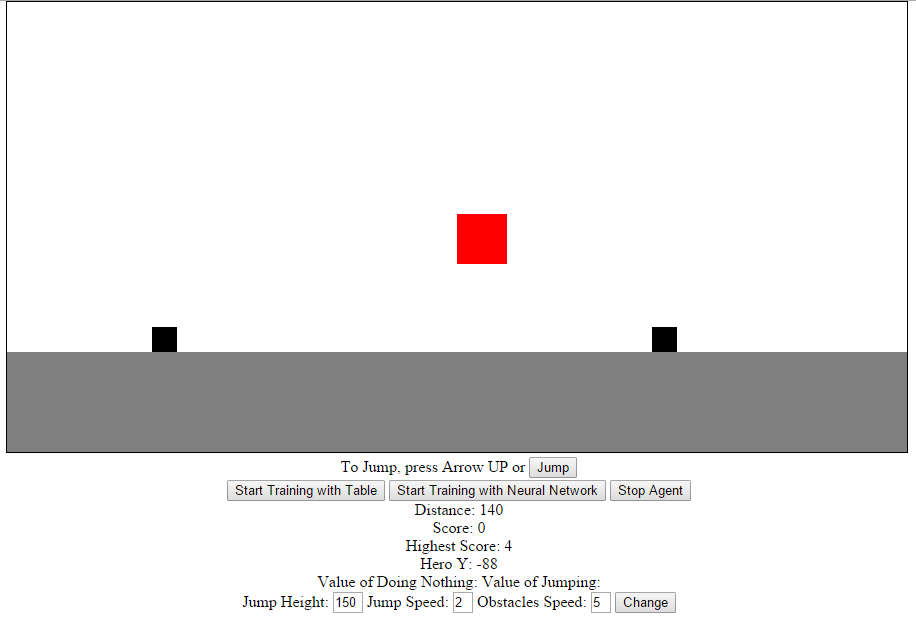 To Jump, press Arrow UP or Jump
Start Training with Table Start Training with Neural Network Stop Agent
Distance: 140
Score: 0
Highest Score: 4
Hero Y: -88
Value of Doing Nothing: Value of Jumping:
Jump Height: 150 Jump Speed: 2 Obstacles Speed: 5 Change